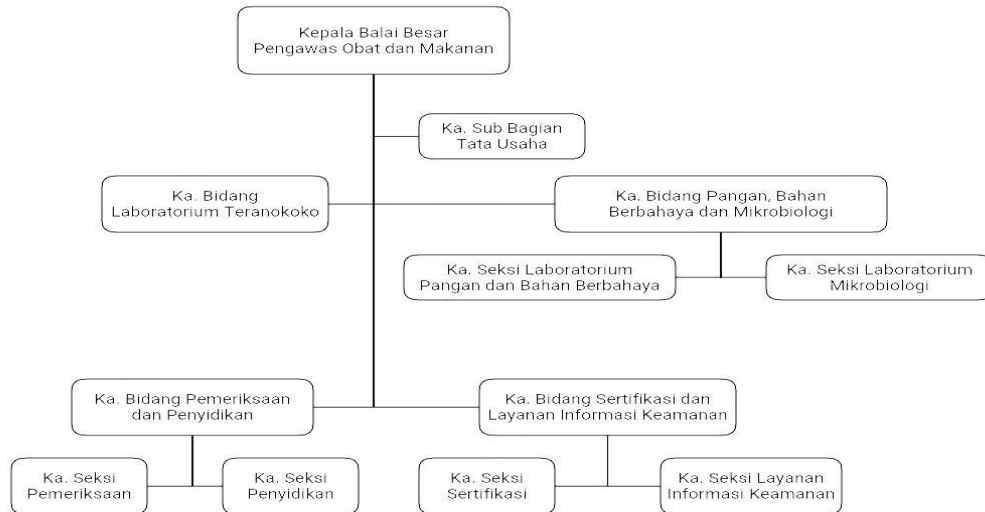 Kepala Balai Besar
Pengawas Obat dan Makanan
Ka. Sub Bagian
Tata Usaha
Ka. Bidang
Laboratorium Teranokoko
Ka. Bidang Pangan, Bahan
Berbahaya dan Mikrobiologi
Ka. Seksi Laboratorium
Pangan dan Bahan Berbahaya
Ka. Seksi Laboratorium
Mikrobiologi
Ka. Bidang Pemeriksaan
dan Penyidikan
Ka. Bidang Sertifikasi dan
Layanan Informasi Keamanan
Ka. Seksi
Pemeriksaan
Ka. Seksi
Penyidikan
Ka. Seksi
Sertifikasi
Ka. Seksi Layanan
Informasi Keamanan